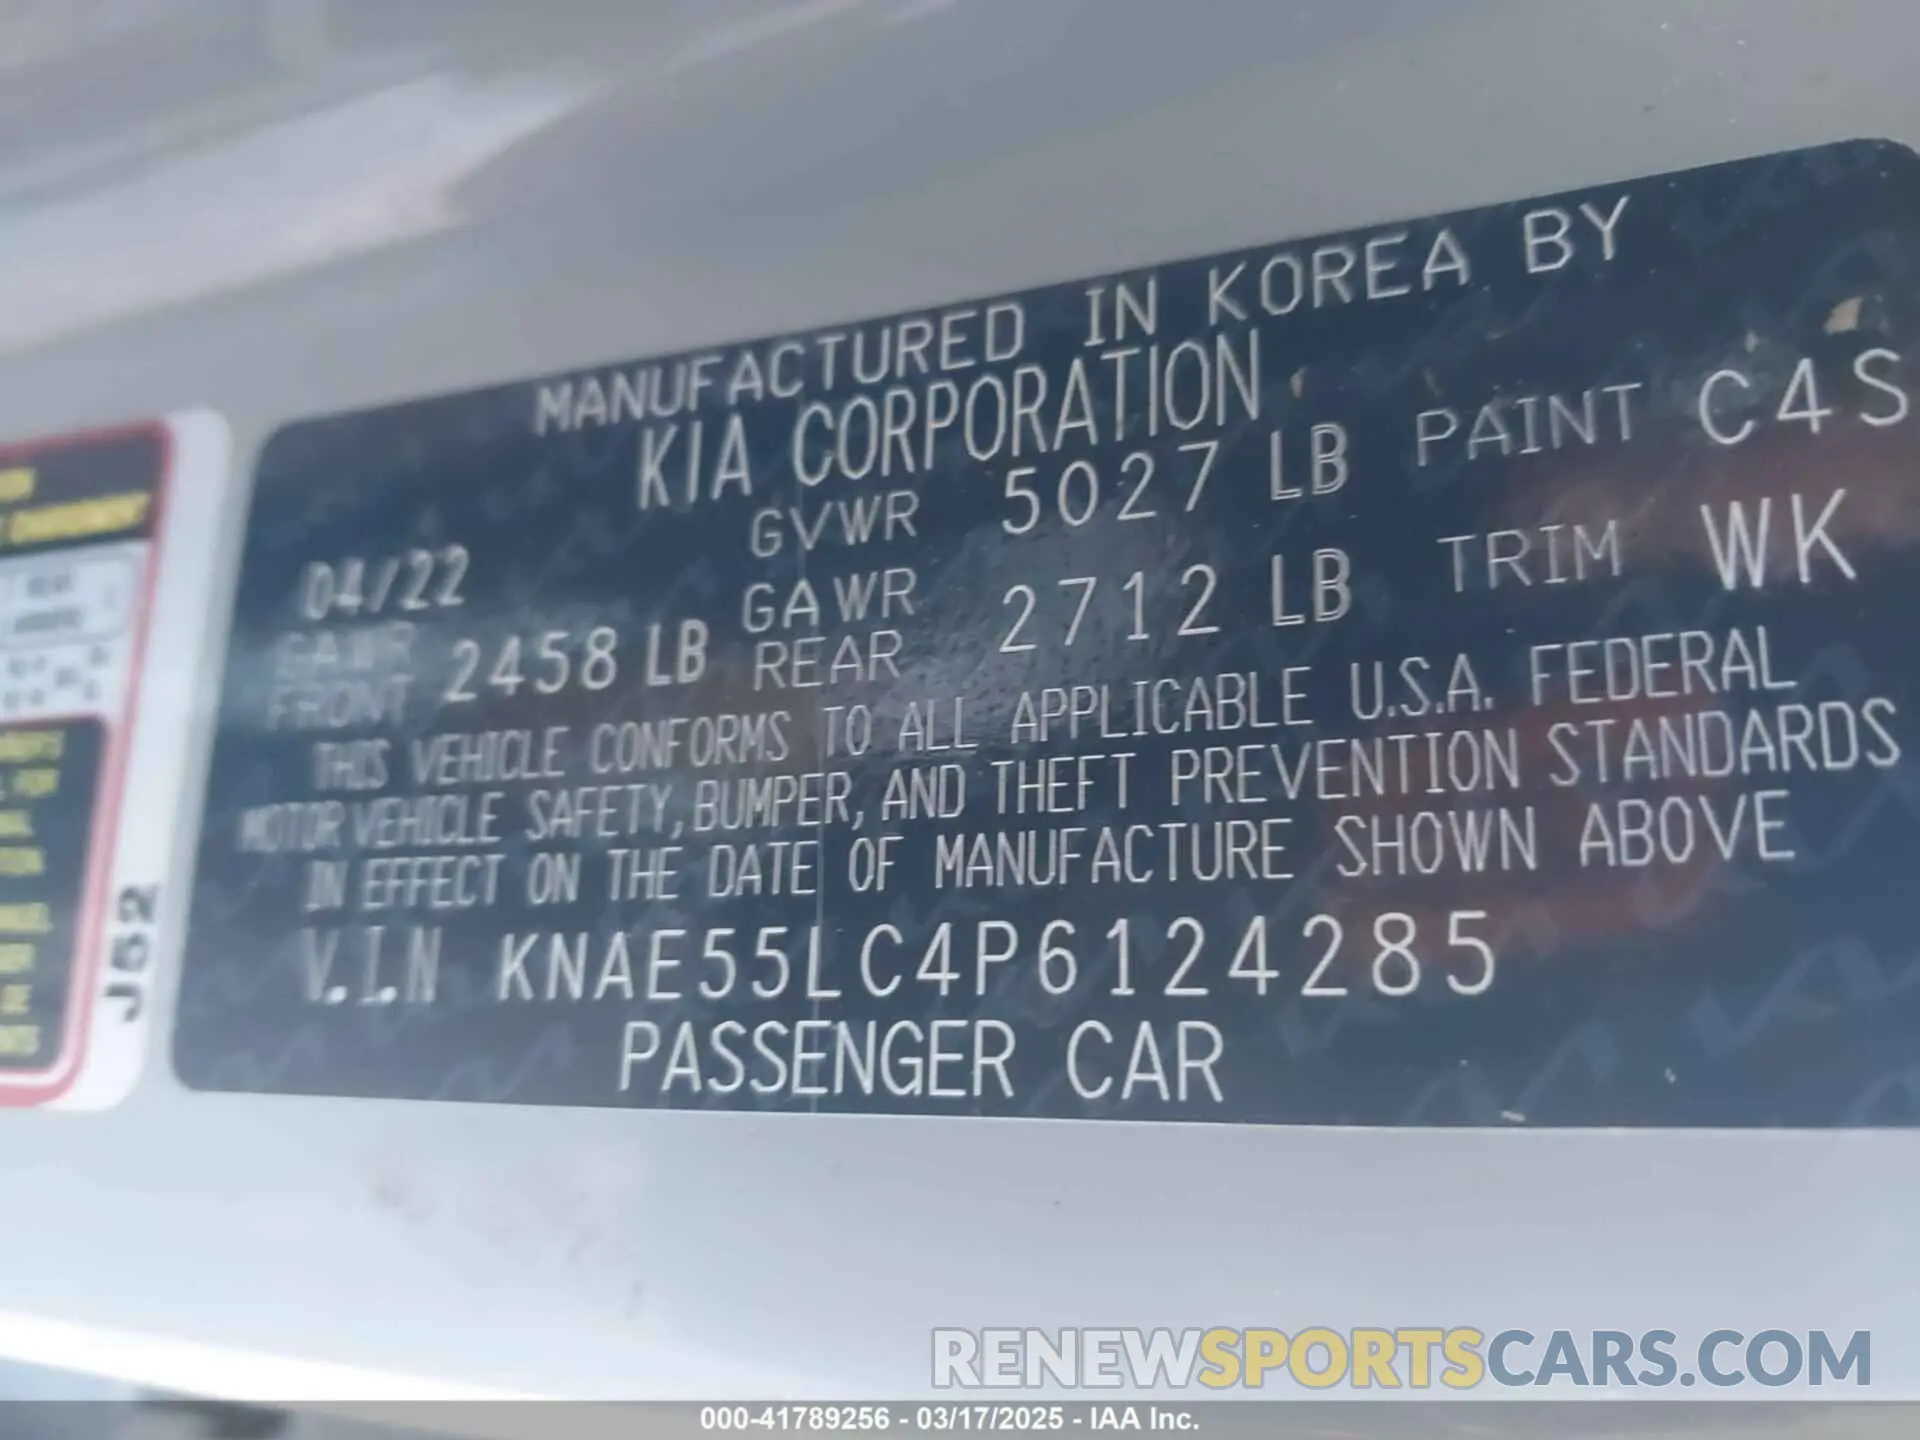 MANUFACTURED IN KOREA BY
KIA CORPORATION
04/22 GVWR 5027 LB PAINT C4S
GAWR FRONT 2458 LB GAWR REAR 2712 LB TRIM WK
THIS VEHICLE CONFORMS TO ALL APPLICABLE U.S.A. FEDERAL
MOTOR VEHICLE SAFETY, BUMPER, AND THEFT PREVENTION STANDARDS
IN EFFECT ON THE DATE OF MANUFACTURE SHOWN ABOVE
V.I.N KNAE55LC4P6124285
PASSENGER CAR
J52
RENEWSPORTSCARS.COM
000-41789256 - 03/17/2025 - IAA Inc.